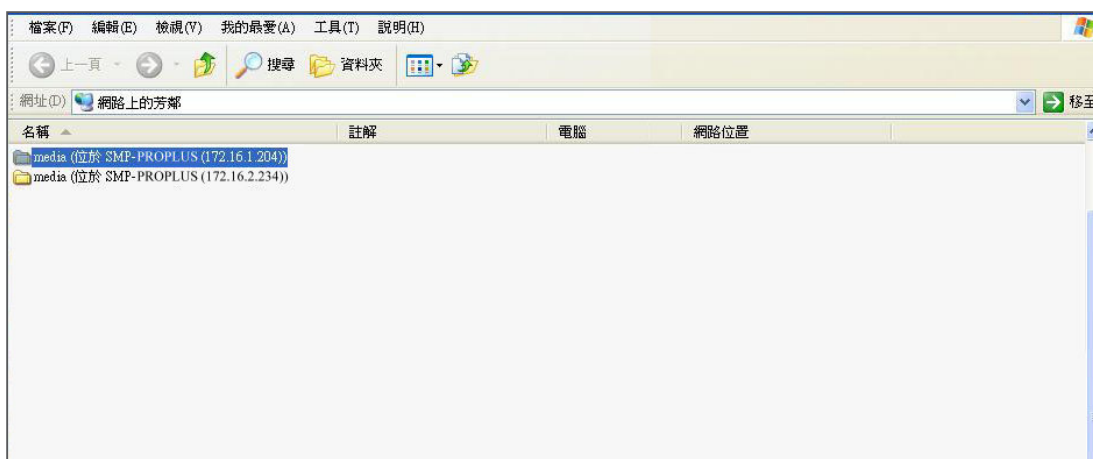 檔案(F) 編輯(E) 檢視(V) 我的最愛(A) 工具(T) 說明(H)
上一頁 搜尋 資料夾
網址(D) 網路上的芳鄰 移至
名稱 註解 電腦 網路位置
media (位於 SMP-PROPLUS (172.16.1.204))
media (位於 SMP-PROPLUS (172.16.2.234))